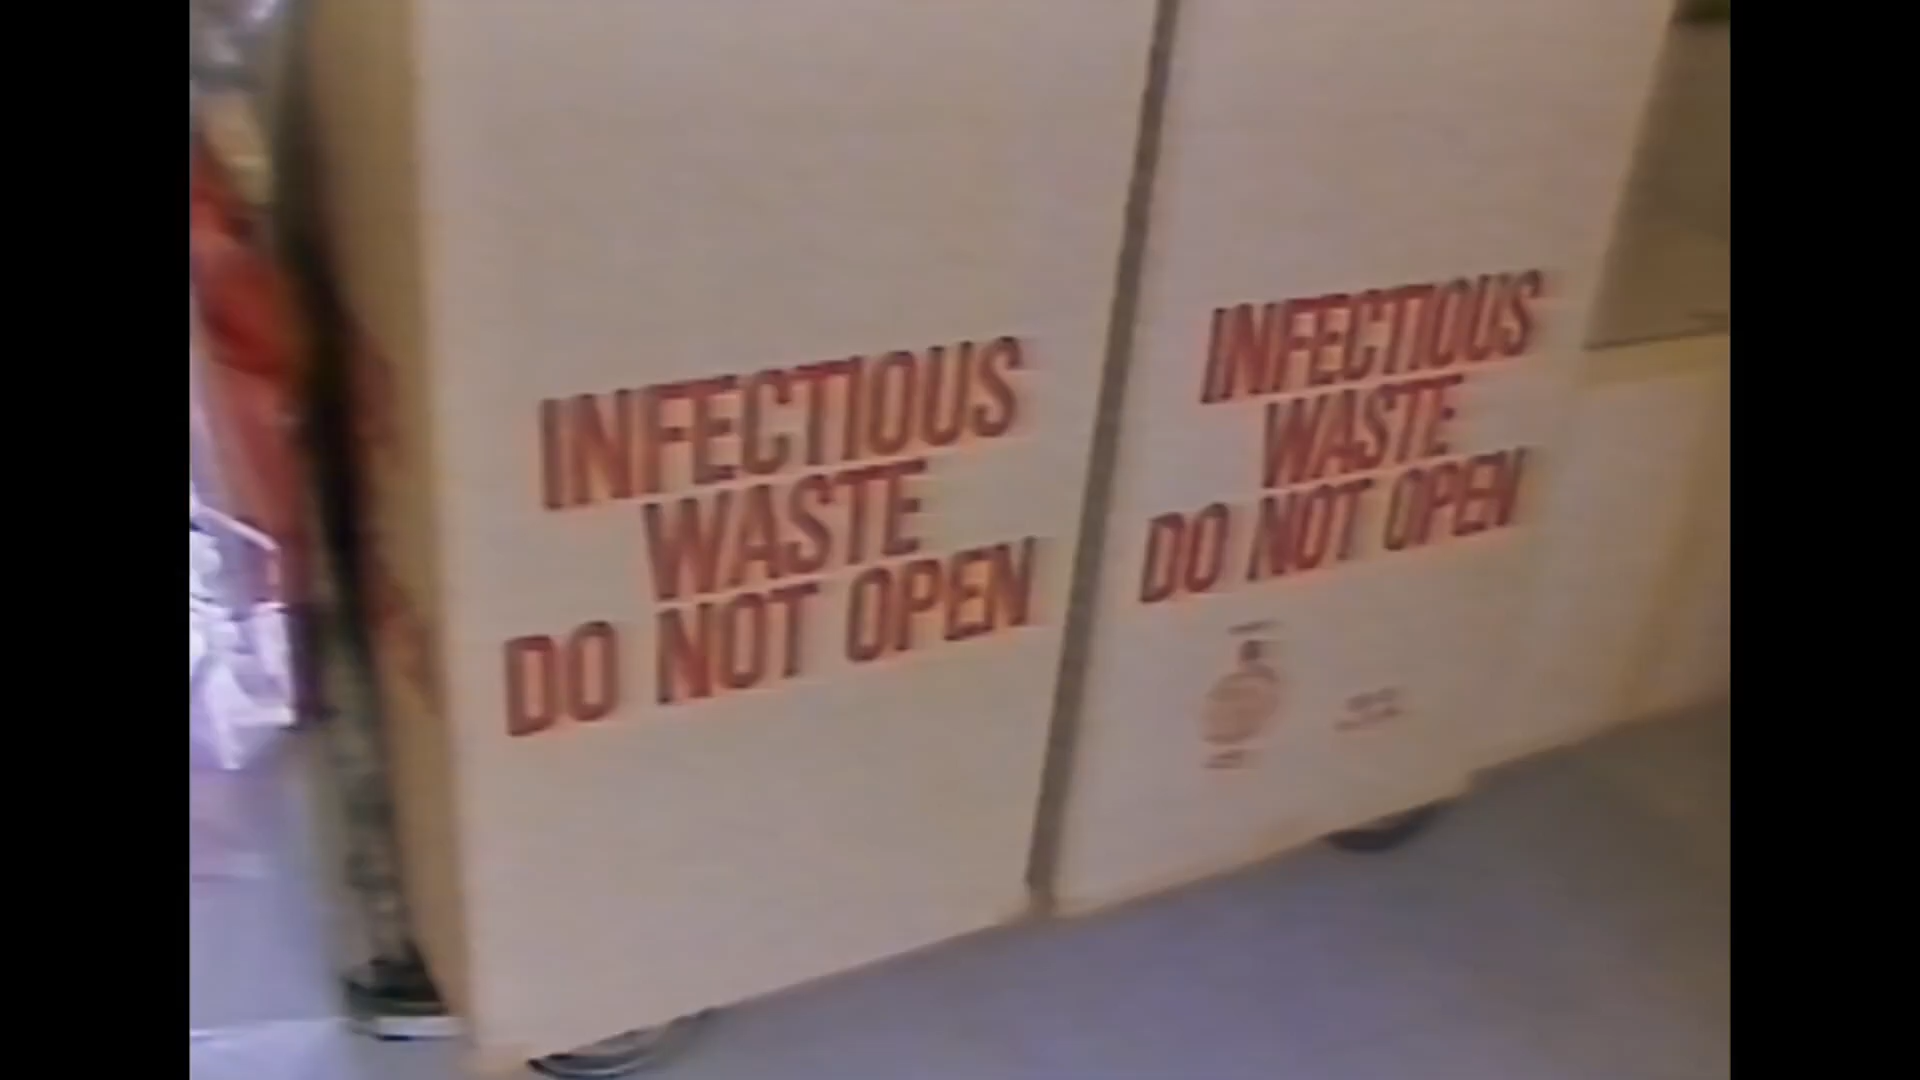 INFECTIOUS
WASTE
DO NOT OPEN
INFECTIOUS
WASTE
DO NOT OPEN